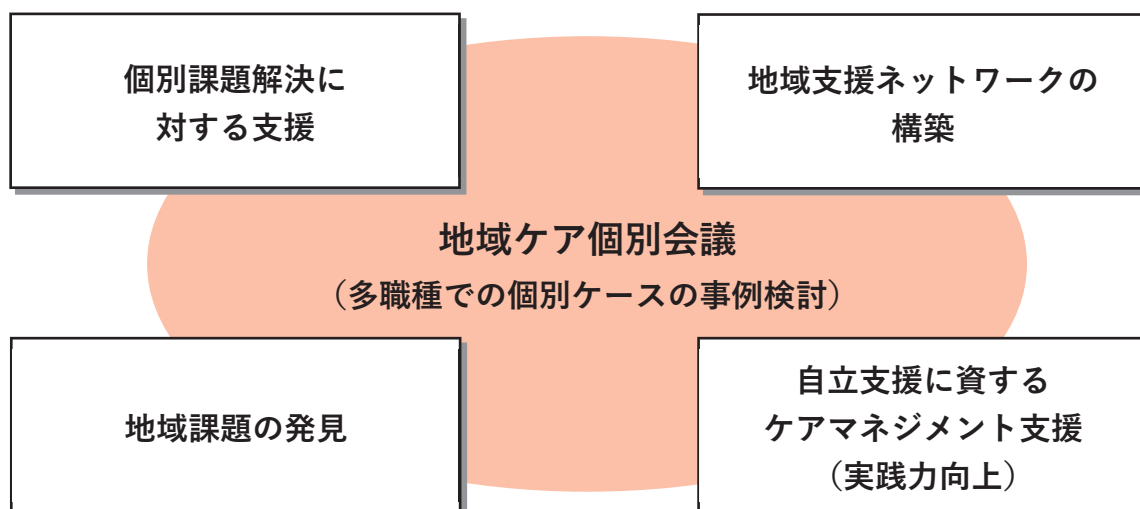 個別課題解決に
対する支援
地域支援ネットワークの
構築
地域ケア個別会議
（多職種での個別ケースの事例検討）
地域課題の発見
自立支援に資する
ケアマネジメント支援
（実践力向上）